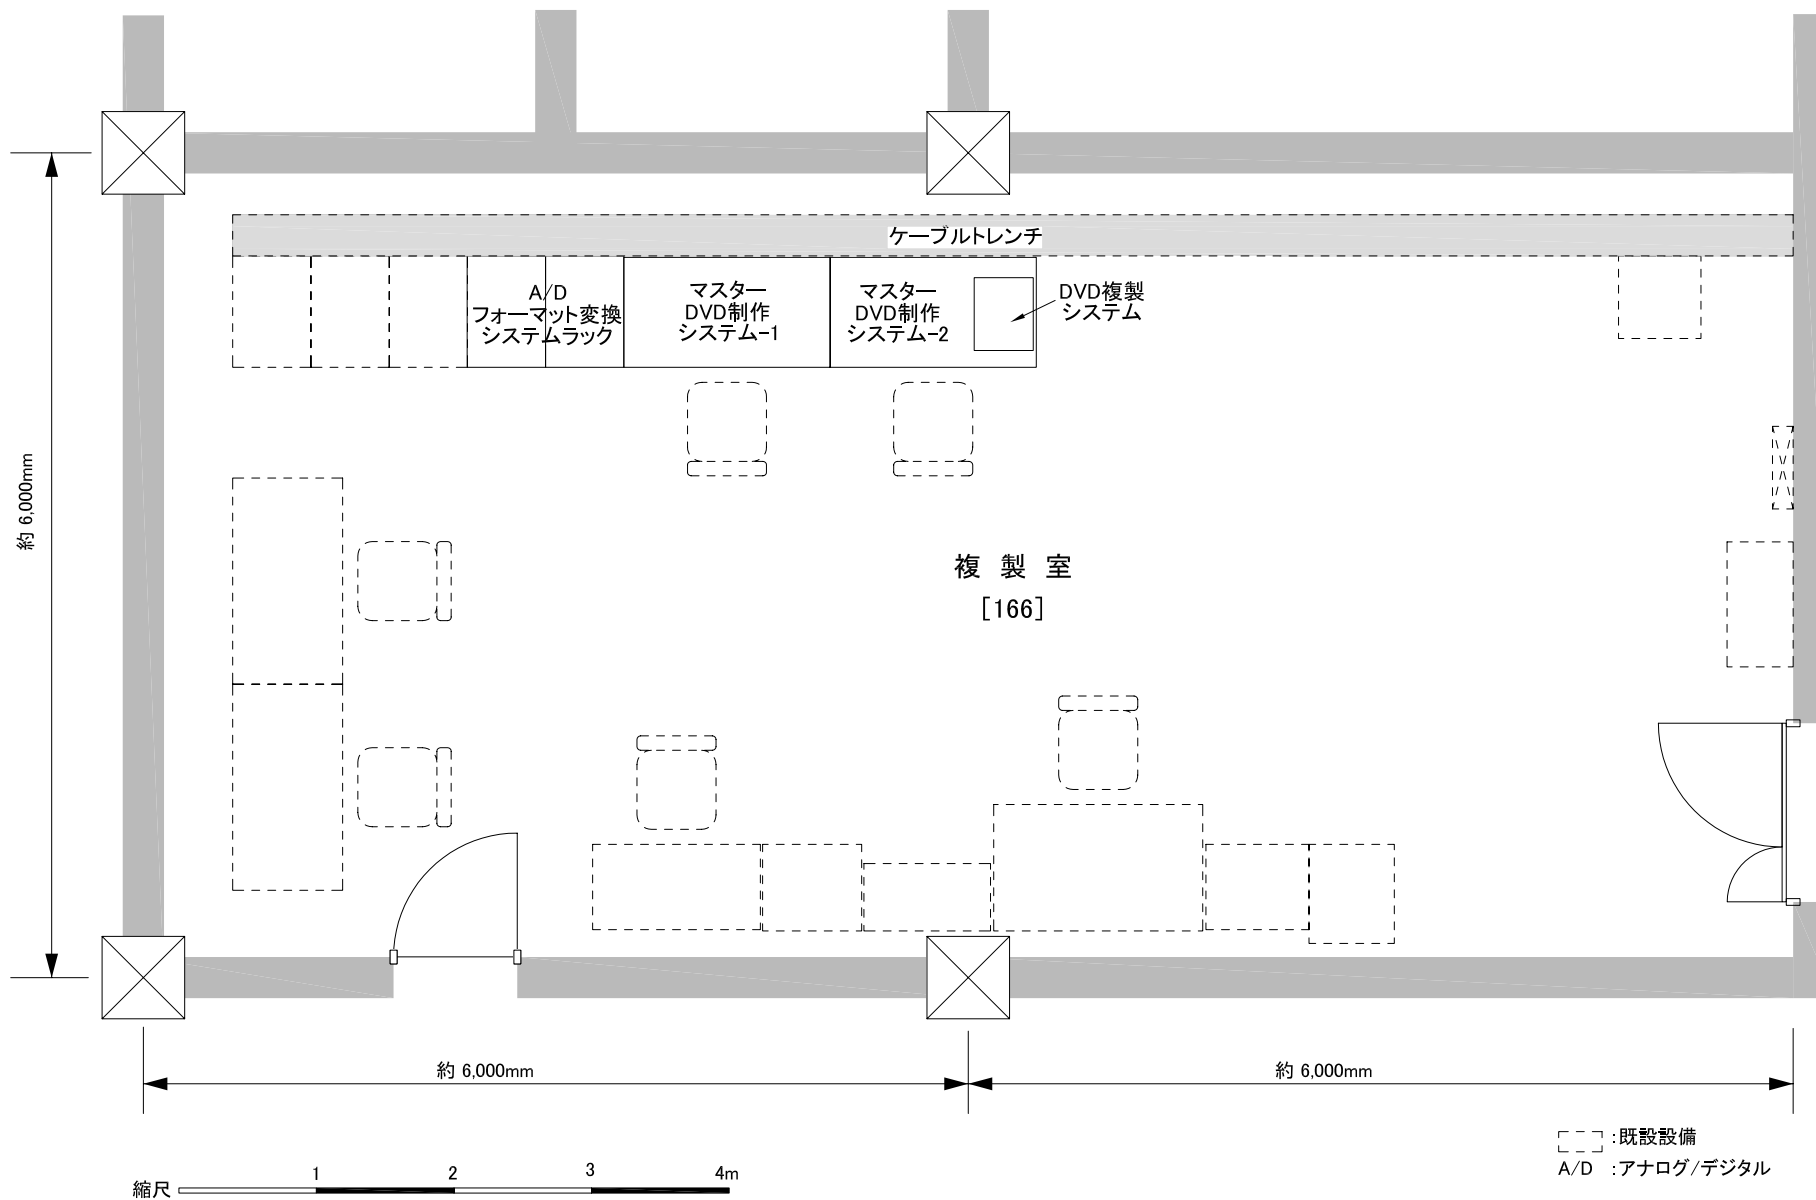 ケーブルトレンチ
A/D
フォーマット変換
システムラック
マスター
DVD制作
システム-1
マスター
DVD制作
システム-2
DVD複製
システム
約 6,000mm
複 製 室
[166]
約 6,000mm
約 6,000mm
:既設設備
A/D :アナログ/デジタル
縮尺 1 2 3 4m